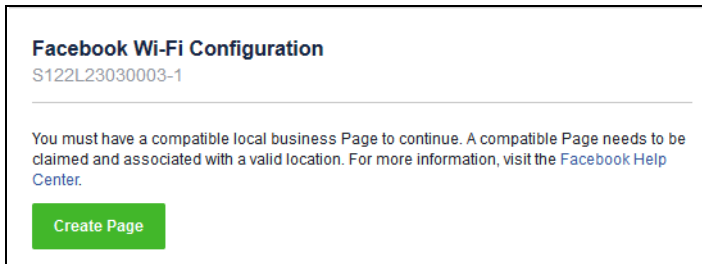 Facebook Wi-Fi Configuration
S122L23030003-1
You must have a compatible local business Page to continue. A compatible Page needs to be
claimed and associated with a valid location. For more information, visit the Facebook Help
Center.
Create Page